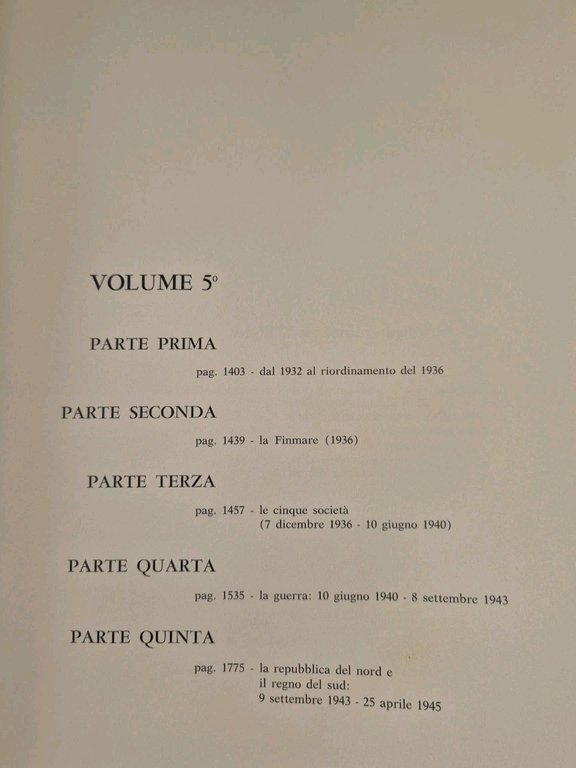 VOLUME 5º
PARTE PRIMA
pag. 1403 - dal 1932 al riordinamento del 1936
PARTE SECONDA
pag. 1439 - la Finmare (1936)
PARTE TERZA
pag. 1457 - le cinque società
(7 dicembre 1936 - 10 giugno 1940)
PARTE QUARTA
pag. 1535 - la guerra: 10 giugno 1940 - 8 settembre 1943
PARTE QUINTA
pag. 1775 - la repubblica del nord e
il regno del sud:
9 settembre 1943 - 25 aprile 1945